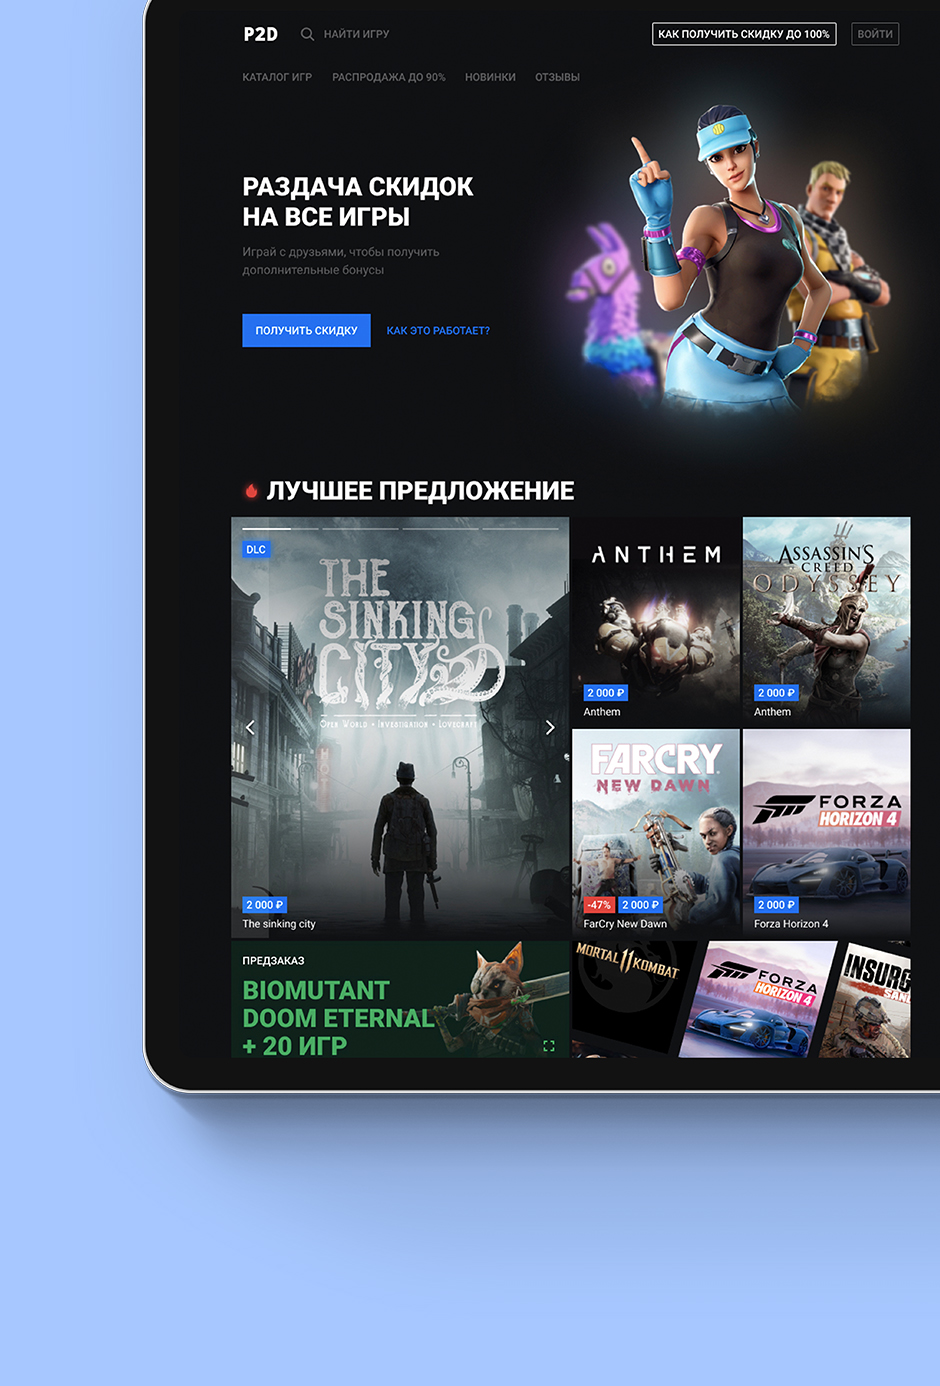 P2D
НАЙТИ ИГРУ
КАК ПОЛУЧИТЬ СКИДКУ ДО 100%
ВОЙТИ
КАТАЛОГ ИГР
РАСПРОДАЖА ДО 90%
НОВИНКИ
ОТЗЫВЫ
РАЗДАЧА СКИДОК
НА ВСЕ ИГРЫ
Играй с друзьями, чтобы получить
дополнительные бонусы
ПОЛУЧИТЬ СКИДКУ
КАК ЭТО РАБОТАЕТ?
ЛУЧШЕЕ ПРЕДЛОЖЕНИЕ
DLC
THE
SINKING
CITY
OPEN WORLD • INVESTIGATION • LOVECRAFT
HOTEL
2 000 ₽
The sinking city
ANTHEM
2 000 ₽
Anthem
ASSASSIN'S
CREED
ODYSSEY
2 000 ₽
Anthem
FARCRY
NEW DAWN
-47%
2 000 ₽
FarCry New Dawn
FORZA
HORIZON 4
2 000 ₽
Forza Horizon 4
ПРЕДЗАКАЗ
BIOMUTANT
DOOM ETERNAL
+ 20 ИГР
MORTAL 11 KOMBAT
FORZA
HORIZON 4
INSURG
SAN